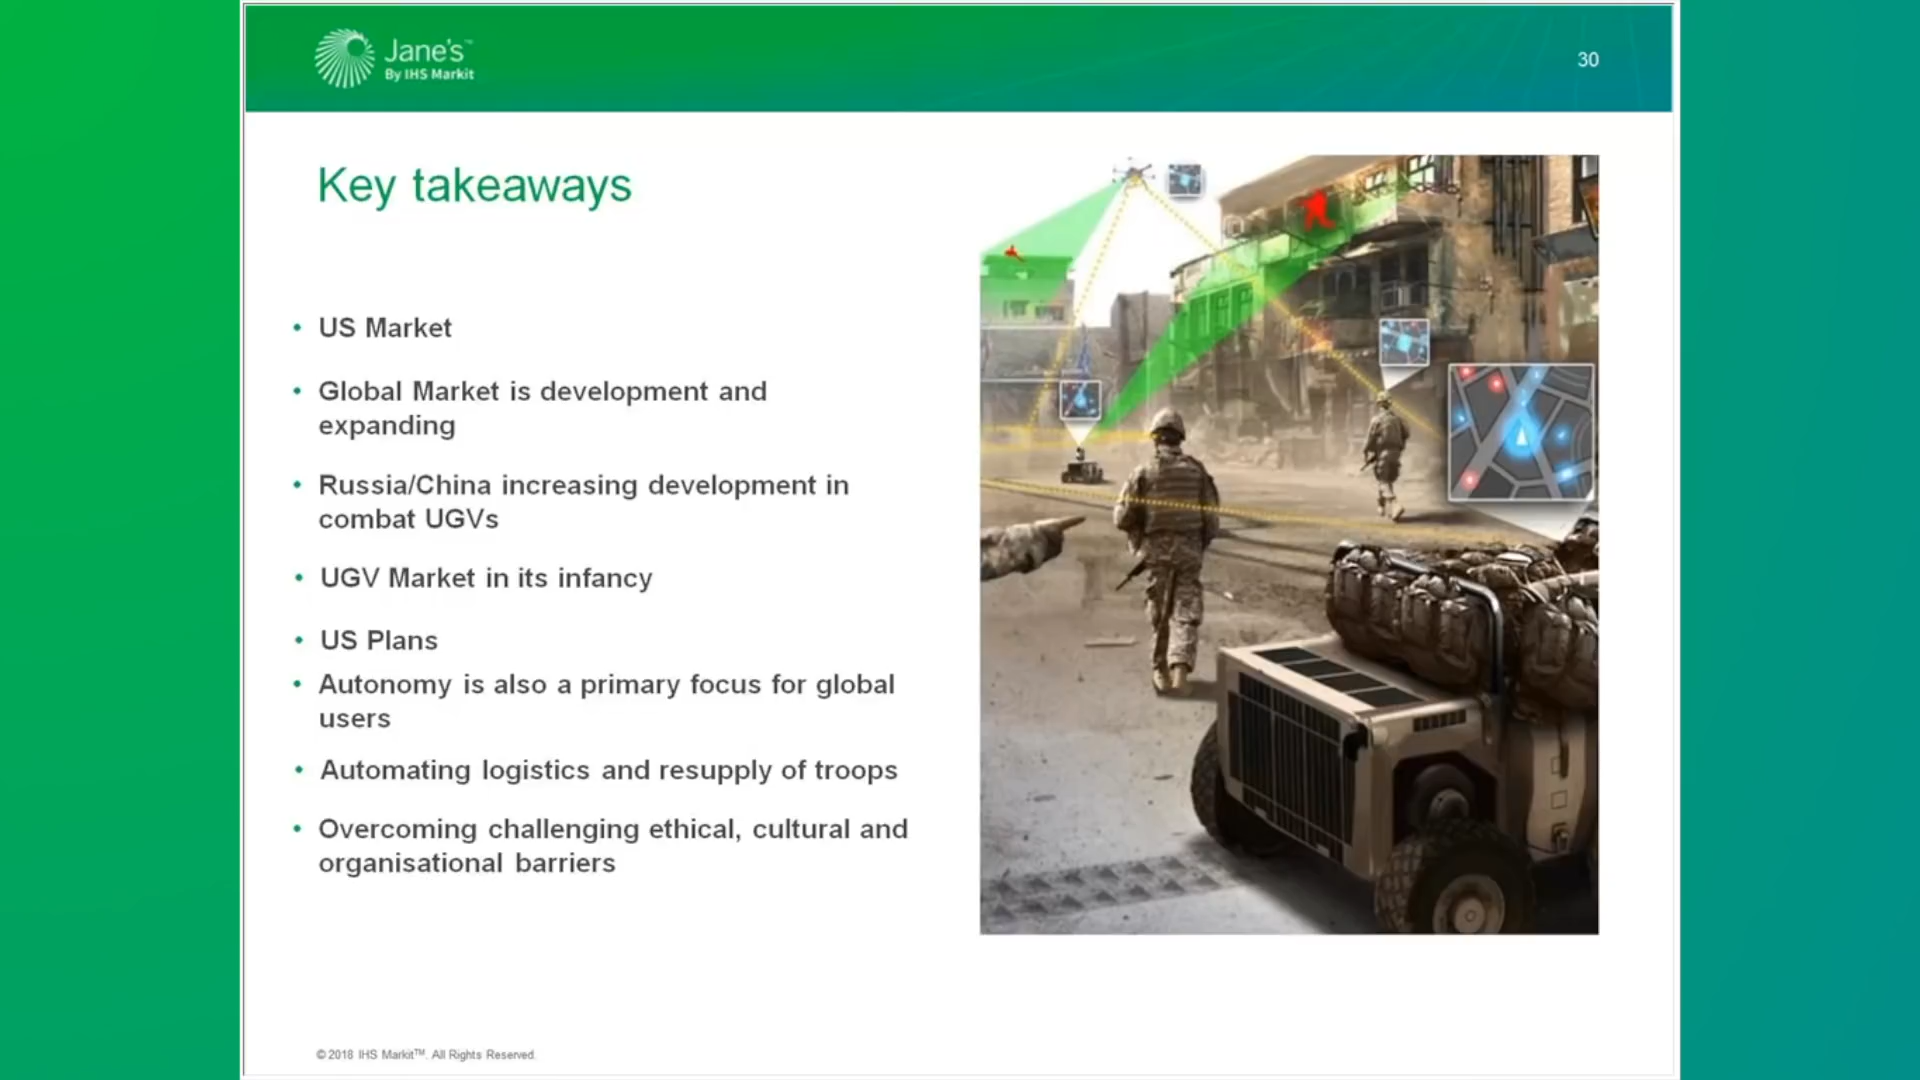 Jane's™
By IHS Markit
30
Key takeaways
• US Market
• Global Market is development and
expanding
• Russia/China increasing development in
combat UGVs
• UGV Market in its infancy
• US Plans
• Autonomy is also a primary focus for global
users
• Automating logistics and resupply of troops
• Overcoming challenging ethical, cultural and
organisational barriers
© 2018 IHS Markit™. All Rights Reserved.